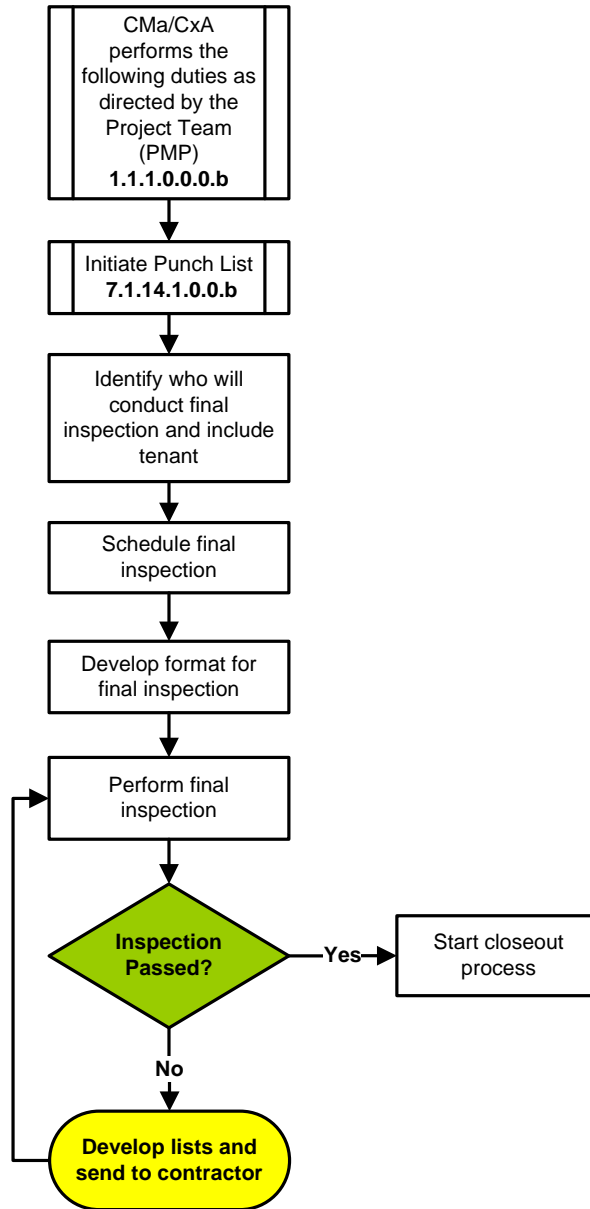 CMa/CxA
performs the
following duties as
directed by the
Project Team
(PMP)
1.1.1.0.0.0.b
Initiate Punch List
7.1.14.1.0.0.b
Identify who will
conduct final
inspection and include
tenant
Schedule final
inspection
Develop format for
final inspection
Perform final
inspection
Inspection
Passed?
Yes
Start closeout
process
No
Develop lists and
send to contractor